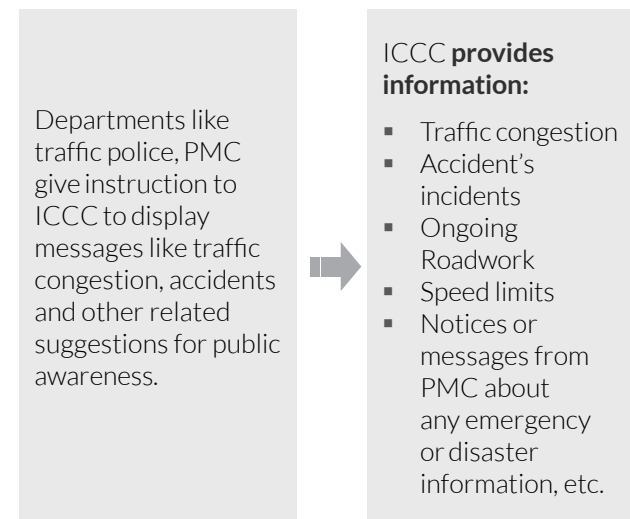 Departments like
traffic police, PMC
give instruction to
ICCC to display
messages like traffic
congestion, accidents
and other related
suggestions for public
awareness.
ICCC provides
information:
▪ Traffic congestion
▪ Accident's
incidents
▪ Ongoing
Roadwork
▪ Speed limits
▪ Notices or
messages from
PMC about
any emergency
or disaster
information, etc.